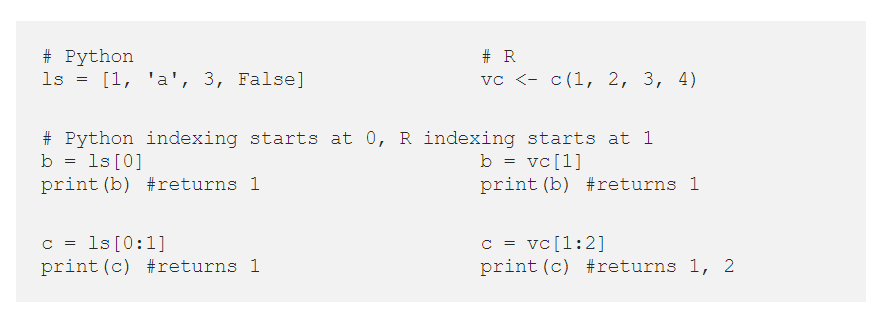 # Python
ls = [1, 'a', 3, False]
# R
vc <- c(1, 2, 3, 4)
# Python indexing starts at 0, R indexing starts at 1
b = ls[0]
print(b) #returns 1
b = vc[1]
print(b) #returns 1
c = ls[0:1]
print(c) #returns 1
c = vc[1:2]
print(c) #returns 1, 2